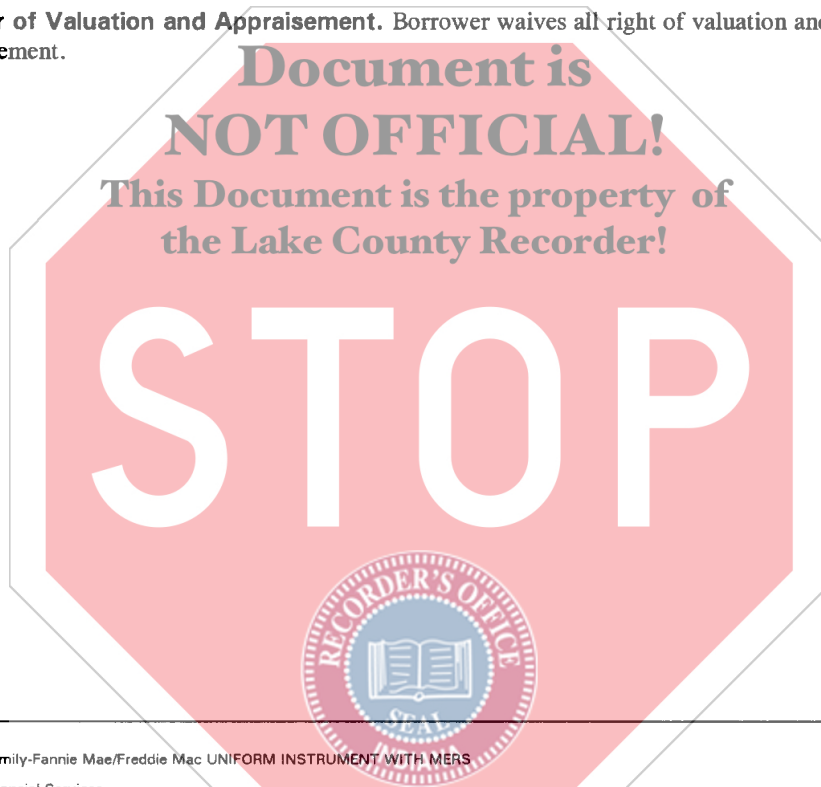 r of Valuation and Appraisement. Borrower waives all right of valuation and
ement.
Document is
NOT OFFICIAL!
This Document is the property of
the Lake County Recorder!
STOP
RECORDER'S OFFICE
SEAL
INDIANA
mily-Fannie Mae/Freddie Mac UNIFORM INSTRUMENT WITH MERS